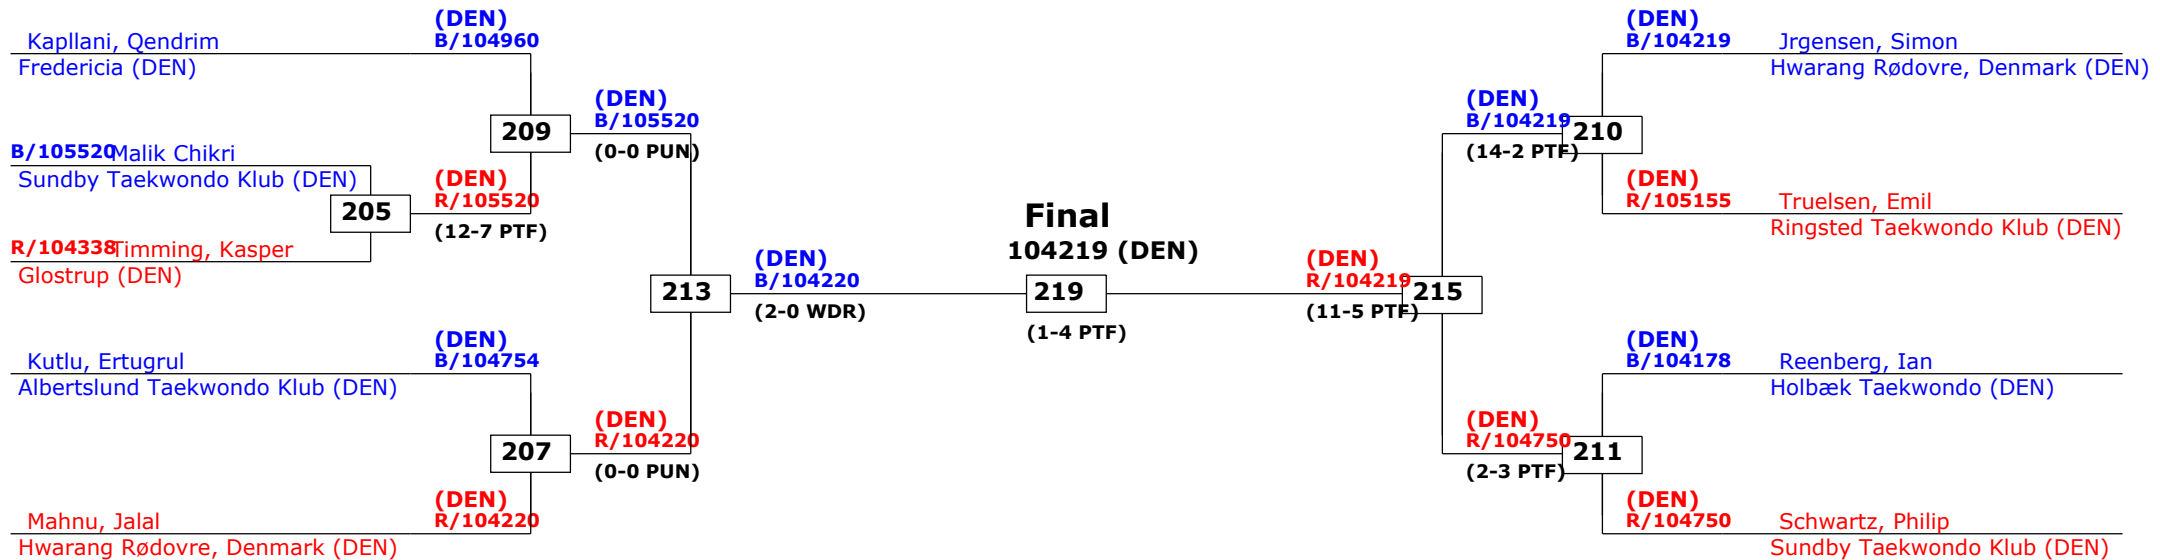 (DEN)
B/104960
Kapllani, Qendrim
Fredericia (DEN)
209
(DEN)
B/105520
(0-0 PUN)
B/105520 Malik Chikri
Sundby Taekwondo Klub (DEN)
205
(DEN)
R/105520
(12-7 PTF)
R/104338 Timming, Kasper
Glostrup (DEN)
213
(DEN)
B/104220
(2-0 WDR)
(DEN)
B/104754
Kutlu, Ertugrul
Albertslund Taekwondo Klub (DEN)
207
(DEN)
R/104220
(0-0 PUN)
(DEN)
R/104220
Mahnu, Jalal
Hwarang Rødovre, Denmark (DEN)
Final
104219 (DEN)
219
(1-4 PTF)
(DEN)
R/104219
(11-5 PTF)
215
(DEN)
B/104219
(14-2 PTF)
210
(DEN)
B/104219
Jrgensen, Simon
Hwarang Rødovre, Denmark (DEN)
(DEN)
R/105155
Truelsen, Emil
Ringsted Taekwondo Klub (DEN)
(DEN)
R/104750
(2-3 PTF)
211
(DEN)
B/104178
Reenberg, Ian
Holbæk Taekwondo (DEN)
(DEN)
R/104750
Schwartz, Philip
Sundby Taekwondo Klub (DEN)